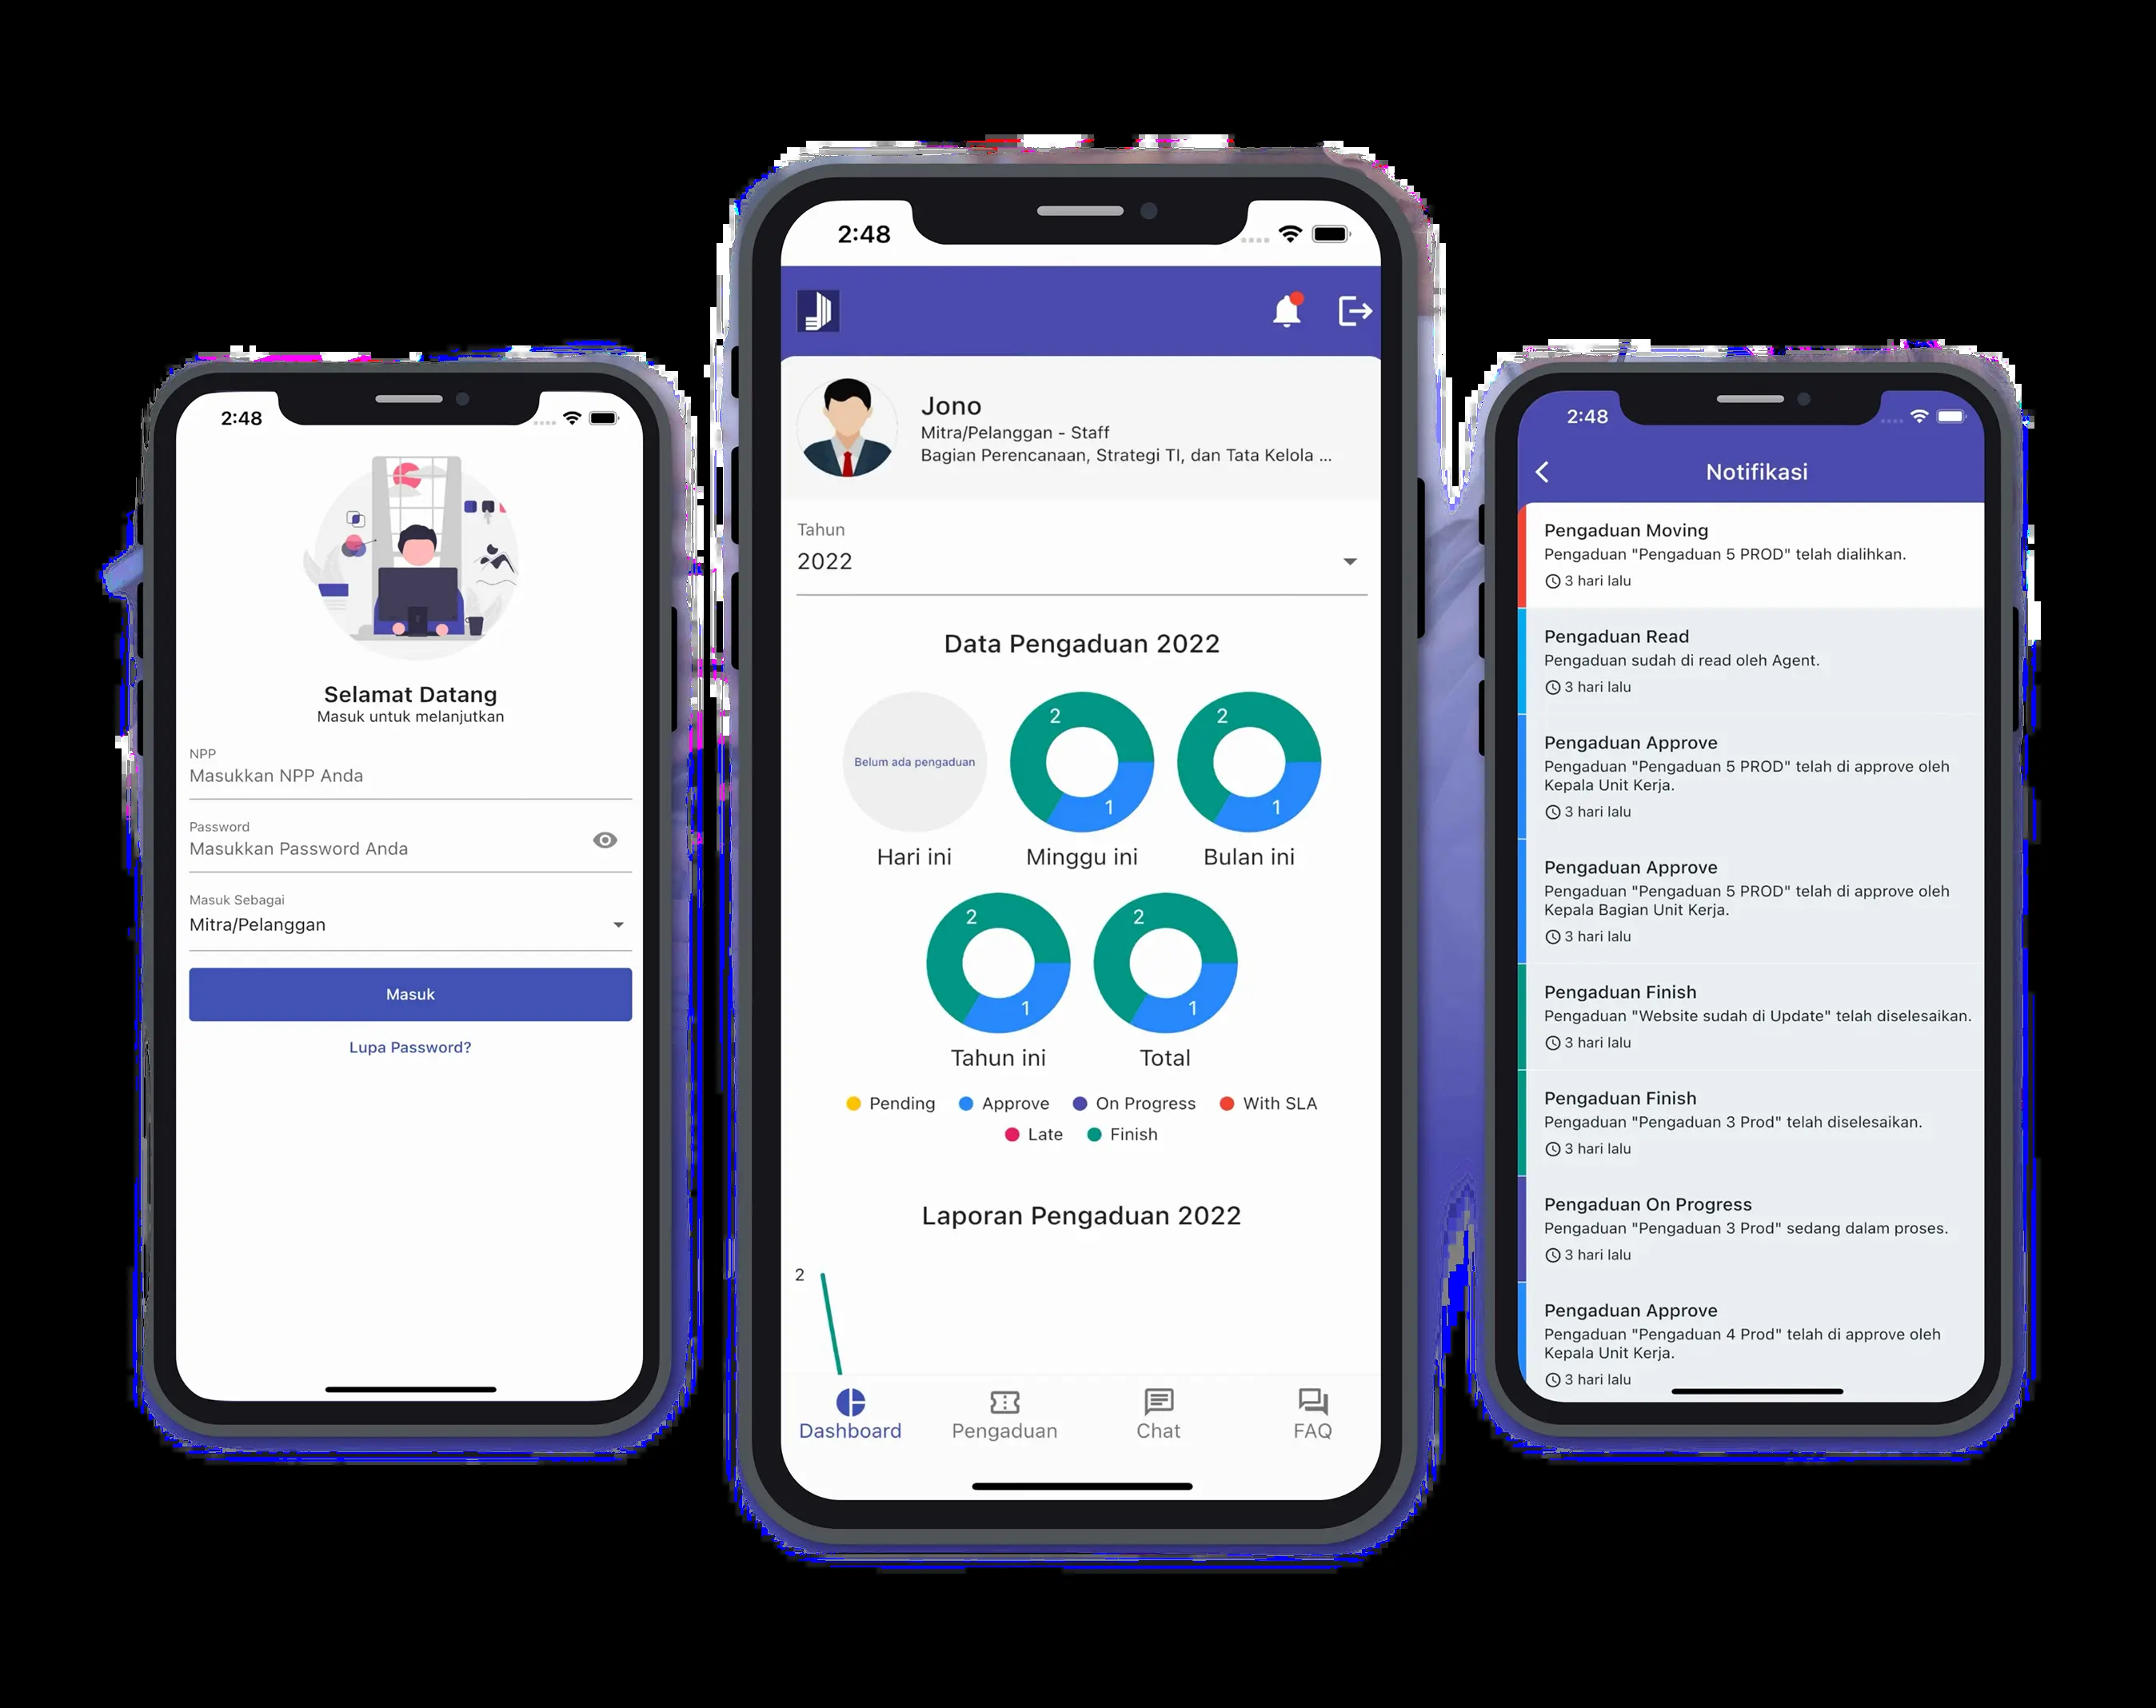 2:48
Selamat Datang
Masuk untuk melanjutkan
NPP
Masukkan NPP Anda
Password
Masukkan Password Anda
Masuk Sebagai
Mitra/Pelanggan
Masuk
Lupa Password?
2:48
Jono
Mitra/Pelanggan - Staff
Bagian Perencanaan, Strategi TI, dan Tata Kelola ...
Tahun
2022
Data Pengaduan 2022
Belum ada pengaduan
2
1
2
1
Hari ini
Minggu ini
Bulan ini
2
1
2
1
Tahun ini
Total
Pending
Approve
On Progress
With SLA
Late
Finish
Laporan Pengaduan 2022
2
Dashboard
Pengaduan
Chat
FAQ
2:48
Notifikasi
Pengaduan Moving
Pengaduan "Pengaduan 5 PROD" telah dialihkan.
3 hari lalu
Pengaduan Read
Pengaduan sudah di read oleh Agent.
3 hari lalu
Pengaduan Approve
Pengaduan "Pengaduan 5 PROD" telah di approve oleh
Kepala Unit Kerja.
3 hari lalu
Pengaduan Approve
Pengaduan "Pengaduan 5 PROD" telah di approve oleh
Kepala Bagian Unit Kerja.
3 hari lalu
Pengaduan Finish
Pengaduan "Website sudah di Update" telah diselesaikan.
3 hari lalu
Pengaduan Finish
Pengaduan "Pengaduan 3 Prod" telah diselesaikan.
3 hari lalu
Pengaduan On Progress
Pengaduan "Pengaduan 3 Prod" sedang dalam proses.
3 hari lalu
Pengaduan Approve
Pengaduan "Pengaduan 4 Prod" telah di approve oleh
Kepala Unit Kerja.
3 hari lalu